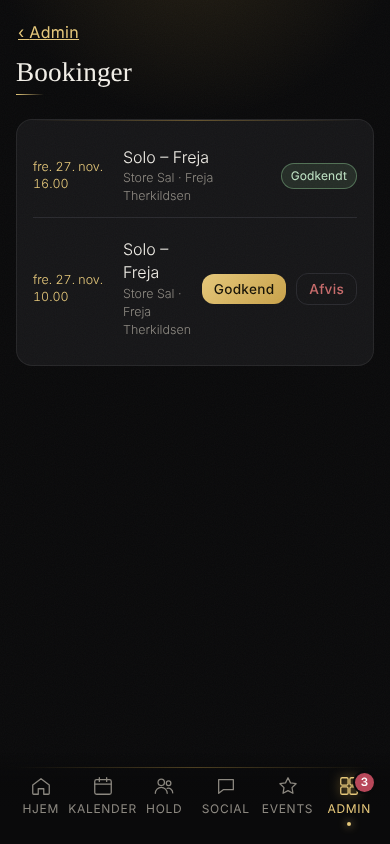 ‹ Admin
Bookinger
fre. 27. nov.
16.00
Solo – Freja
Store Sal · Freja
Therkildsen
Godkendt
fre. 27. nov.
10.00
Solo –
Freja
Store Sal ·
Freja
Therkildsen
Godkend
Afvis
HJEM
KALENDER
HOLD
SOCIAL
EVENTS
ADMIN
3